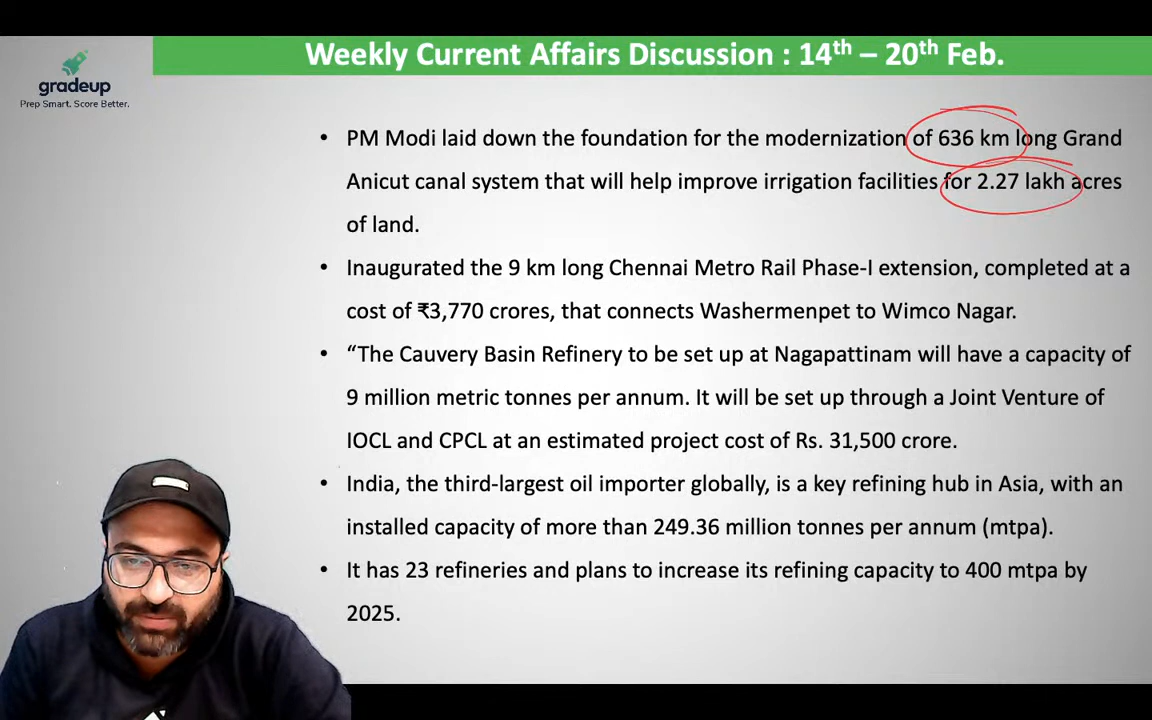 Weekly Current Affairs Discussion : 14th – 20th Feb.
gradeup
Prep Smart. Score Better.
• PM Modi laid down the foundation for the modernization of 636 km long Grand
Anicut canal system that will help improve irrigation facilities for 2.27 lakh acres
of land.
• Inaugurated the 9 km long Chennai Metro Rail Phase-I extension, completed at a
cost of ₹3,770 crores, that connects Washermenpet to Wimco Nagar.
• “The Cauvery Basin Refinery to be set up at Nagapattinam will have a capacity of
9 million metric tonnes per annum. It will be set up through a Joint Venture of
IOCL and CPCL at an estimated project cost of Rs. 31,500 crore.
• India, the third-largest oil importer globally, is a key refining hub in Asia, with an
installed capacity of more than 249.36 million tonnes per annum (mtpa).
• It has 23 refineries and plans to increase its refining capacity to 400 mtpa by
2025.